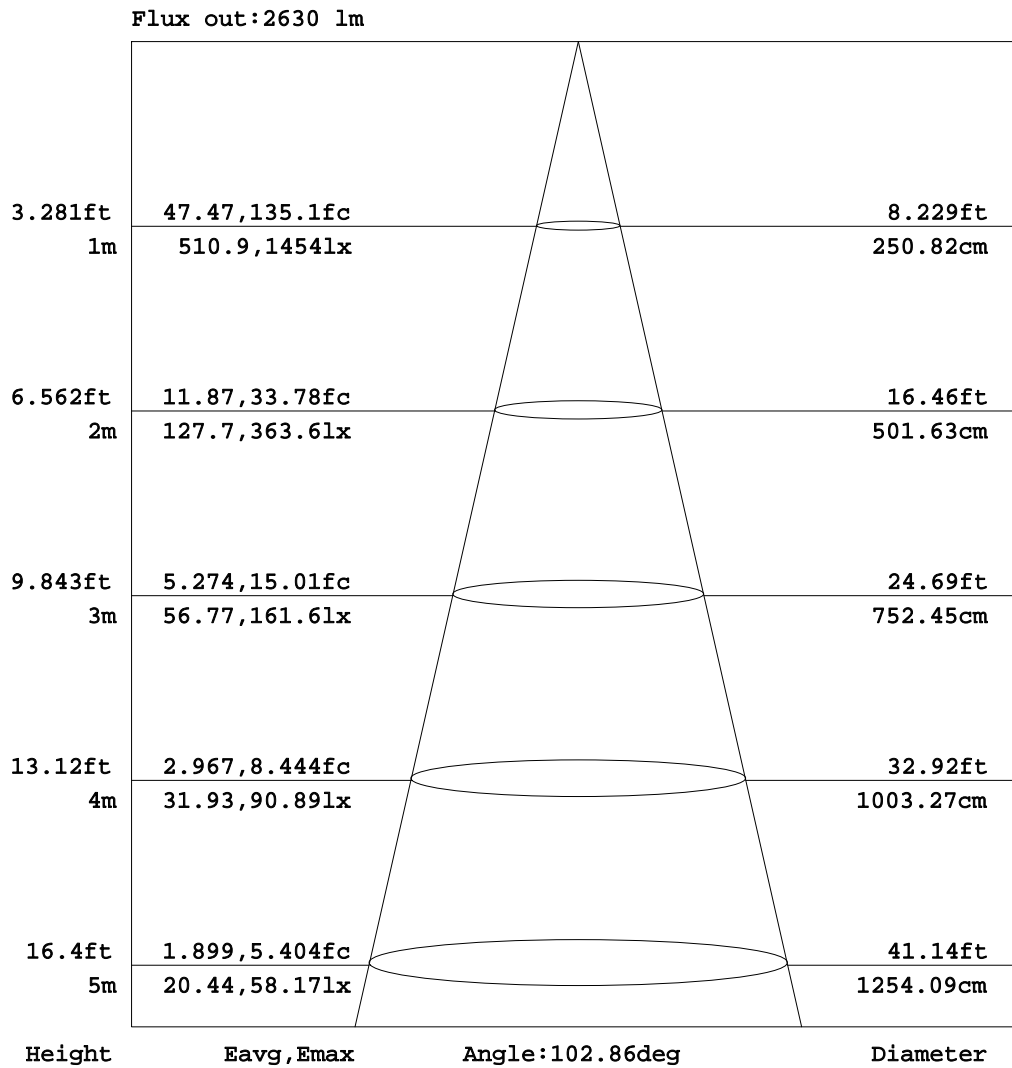 Flux out:2630 lm
3.281ft 47.47,135.1fc 8.229ft
1m 510.9,1454lx 250.82cm
6.562ft 11.87,33.78fc 16.46ft
2m 127.7,363.6lx 501.63cm
9.843ft 5.274,15.01fc 24.69ft
3m 56.77,161.6lx 752.45cm
13.12ft 2.967,8.444fc 32.92ft
4m 31.93,90.89lx 1003.27cm
16.4ft 1.899,5.404fc 41.14ft
5m 20.44,58.17lx 1254.09cm
Height Eavg,Emax Angle:102.86deg Diameter